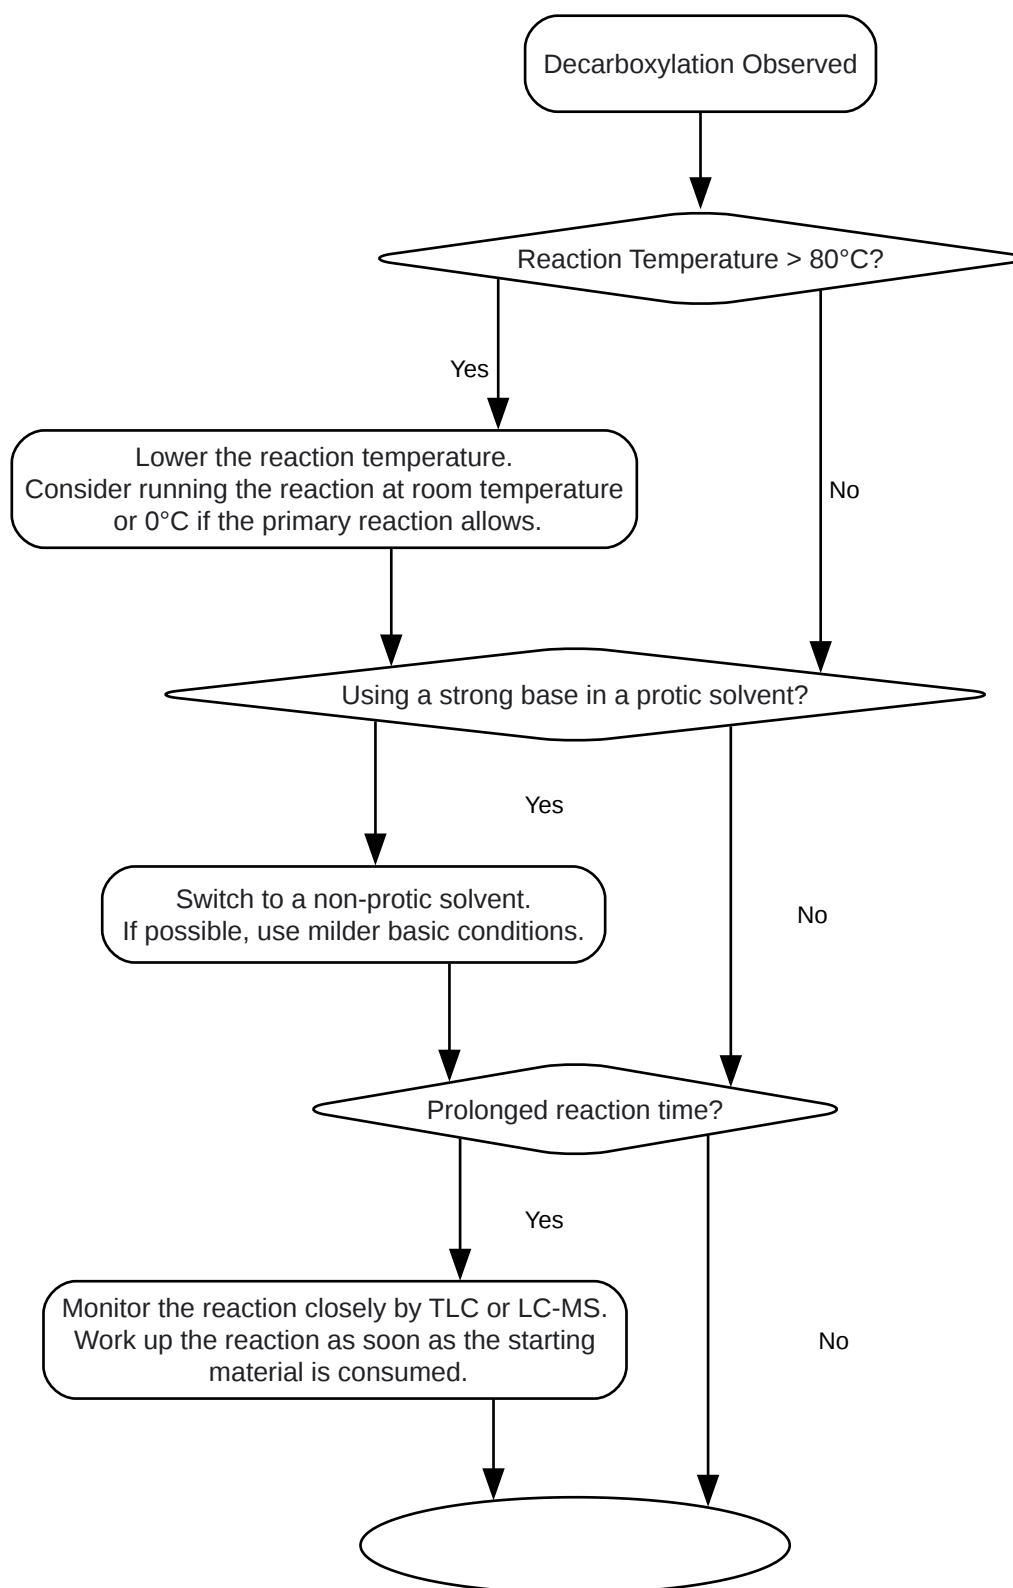 Decarboxylation Observed
Reaction Temperature > 80°C?
Yes
Lower the reaction temperature.
Consider running the reaction at room temperature
or 0°C if the primary reaction allows.
No
Using a strong base in a protic solvent?
Yes
Switch to a non-protic solvent.
If possible, use milder basic conditions.
No
Prolonged reaction time?
Yes
Monitor the reaction closely by TLC or LC-MS.
Work up the reaction as soon as the starting
material is consumed.
No